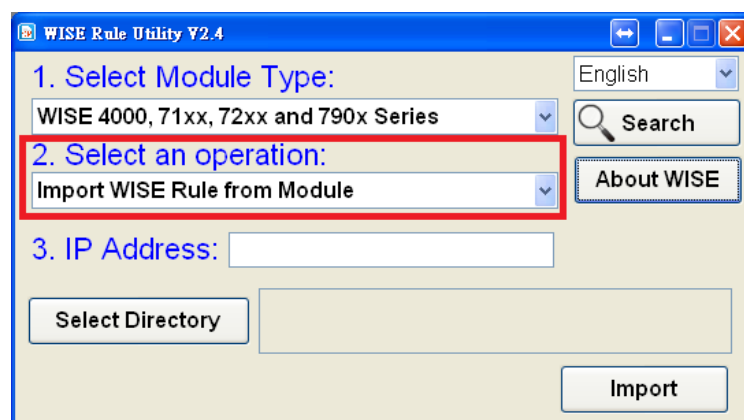 WISE Rule Utility V2.4
1. Select Module Type:
English
WISE 4000, 71xx, 72xx and 790x Series
Search
2. Select an operation:
About WISE
Import WISE Rule from Module
3. IP Address:
Select Directory
Import